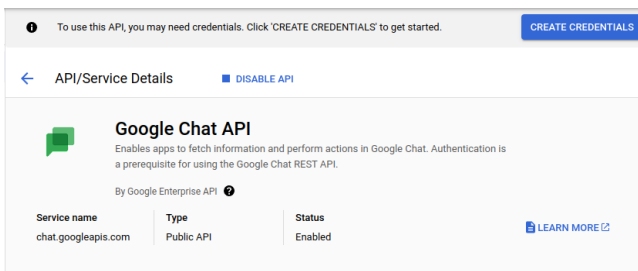 To use this API, you may need credentials. Click 'CREATE CREDENTIALS' to get started.
CREATE CREDENTIALS
API/Service Details
DISABLE API
Google Chat API
Enables apps to fetch information and perform actions in Google Chat. Authentication is
a prerequisite for using the Google Chat REST API.
By Google Enterprise API
Service name
Type
Status
chat.googleapis.com
Public API
Enabled
LEARN MORE